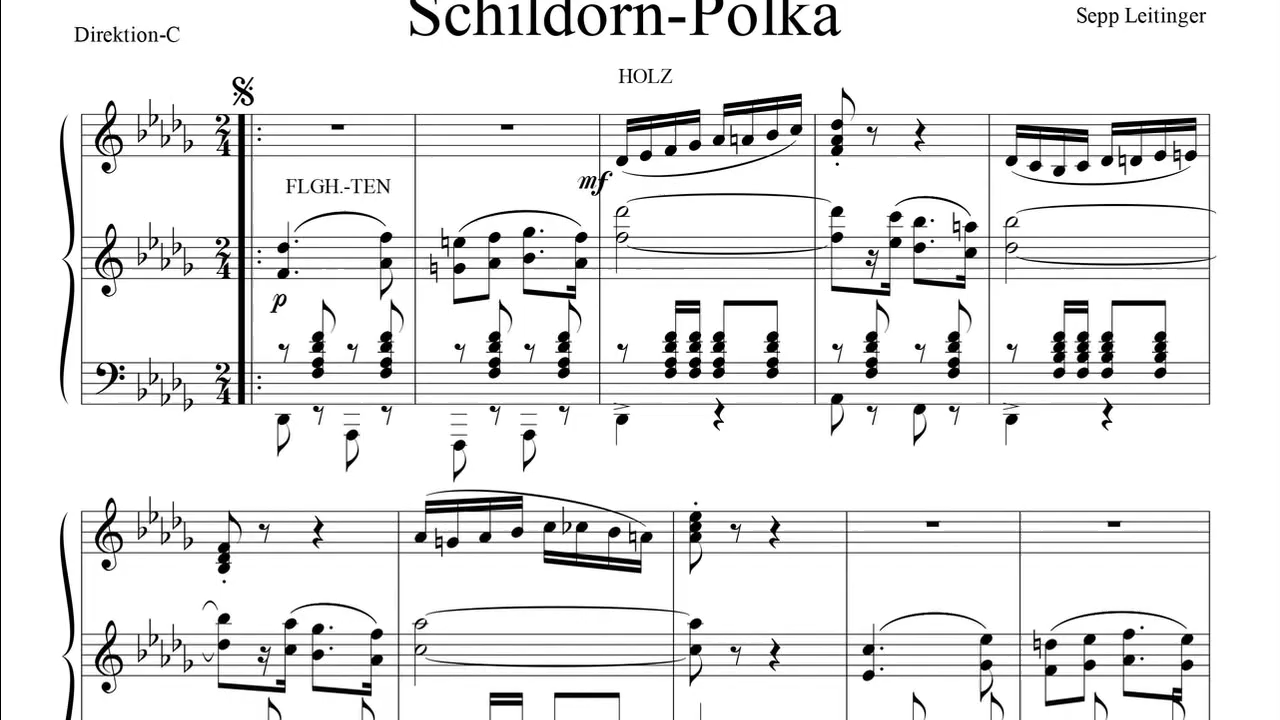 Schildorn-Polka
Direktion-C
Sepp Leitinger
HOLZ
mf
FLGH.-TEN
p